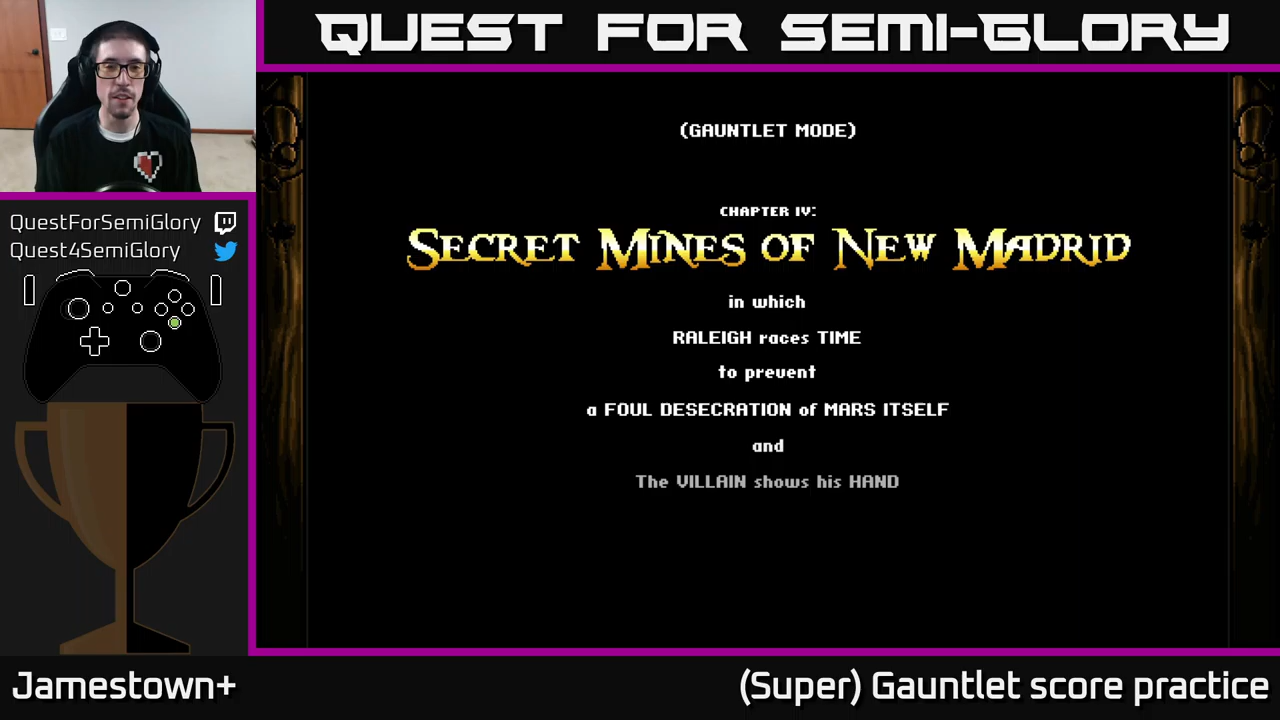 QUEST FOR SEMI-GLORY
QuestForSemiGlory
Quest4SemiGlory
(GAUNTLET MODE)
CHAPTER IV:
SECRET MINES OF NEW MADRID
in which
RALEIGH races TIME
to prevent
a FOUL DESECRATION of MARS ITSELF
and
The VILLAIN shows his HAND
Jamestown+
(Super) Gauntlet score practice